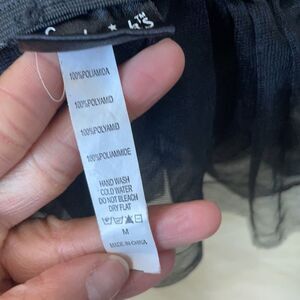 b's™
100%POLIAMIDA
100%POLYAMID
100%POLYAMID
100%POLIAMMIDE
HAND WASH
COLD WATER
DO NOT BLEACH
DRY FLAT
M
MADE IN CHINA